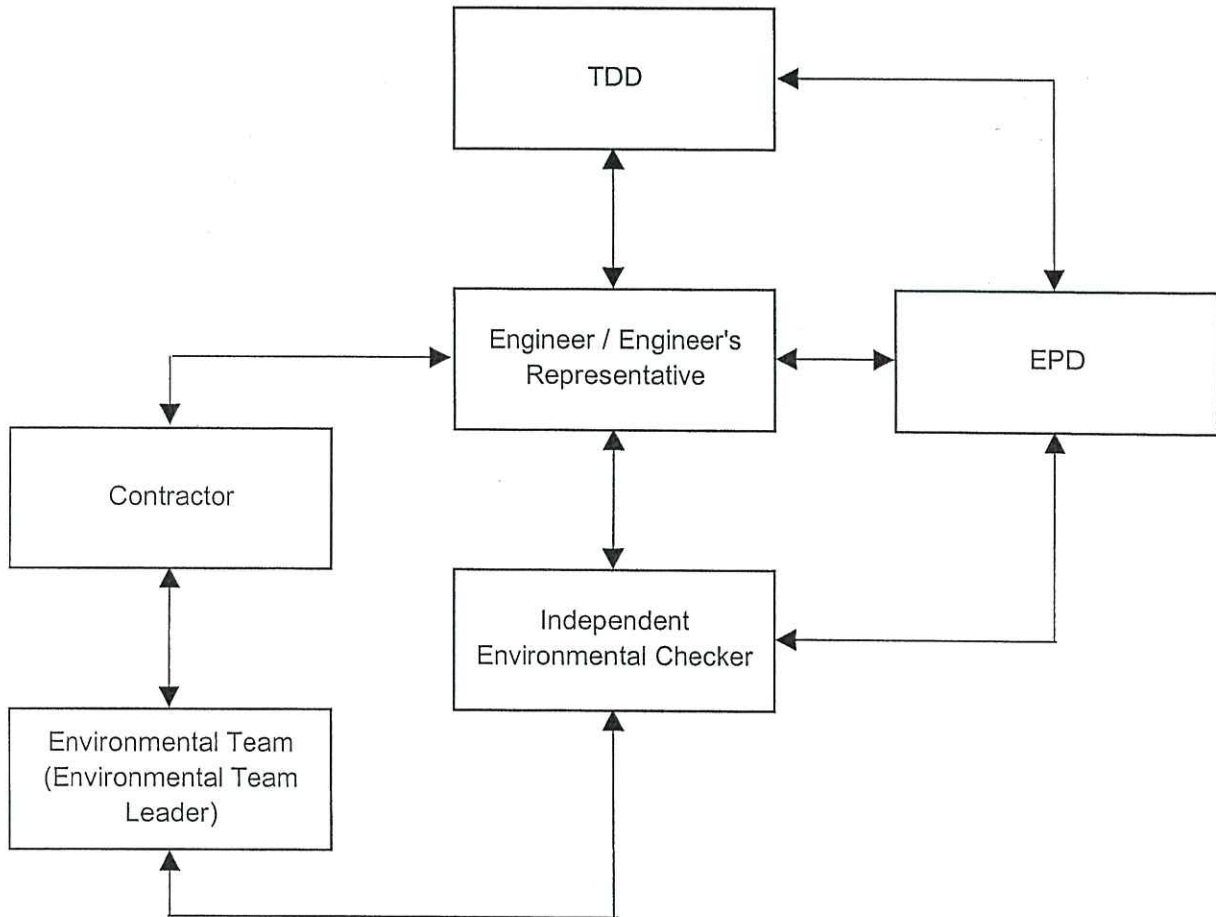 TDD
Engineer / Engineer's
Representative
EPD
Contractor
Independent
Environmental Checker
Environmental Team
(Environmental Team
Leader)